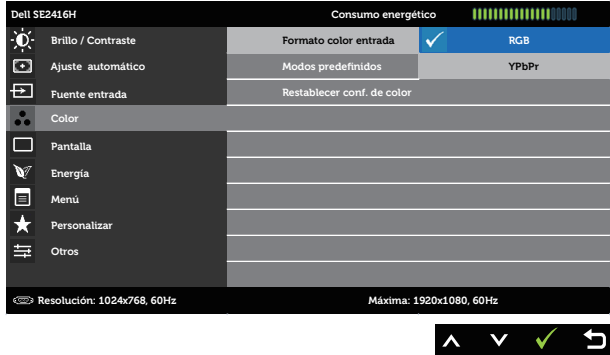 Dell SE2416H Consumo energético
Brillo / Contraste Formato color entrada RGB
Ajuste automático Modos predefinidos YPbPr
Fuente entrada Restablecer conf. de color
Color
Pantalla
Energía
Menú
Personalizar
Otros
Resolución: 1024x768, 60Hz Máxima: 1920x1080, 60Hz